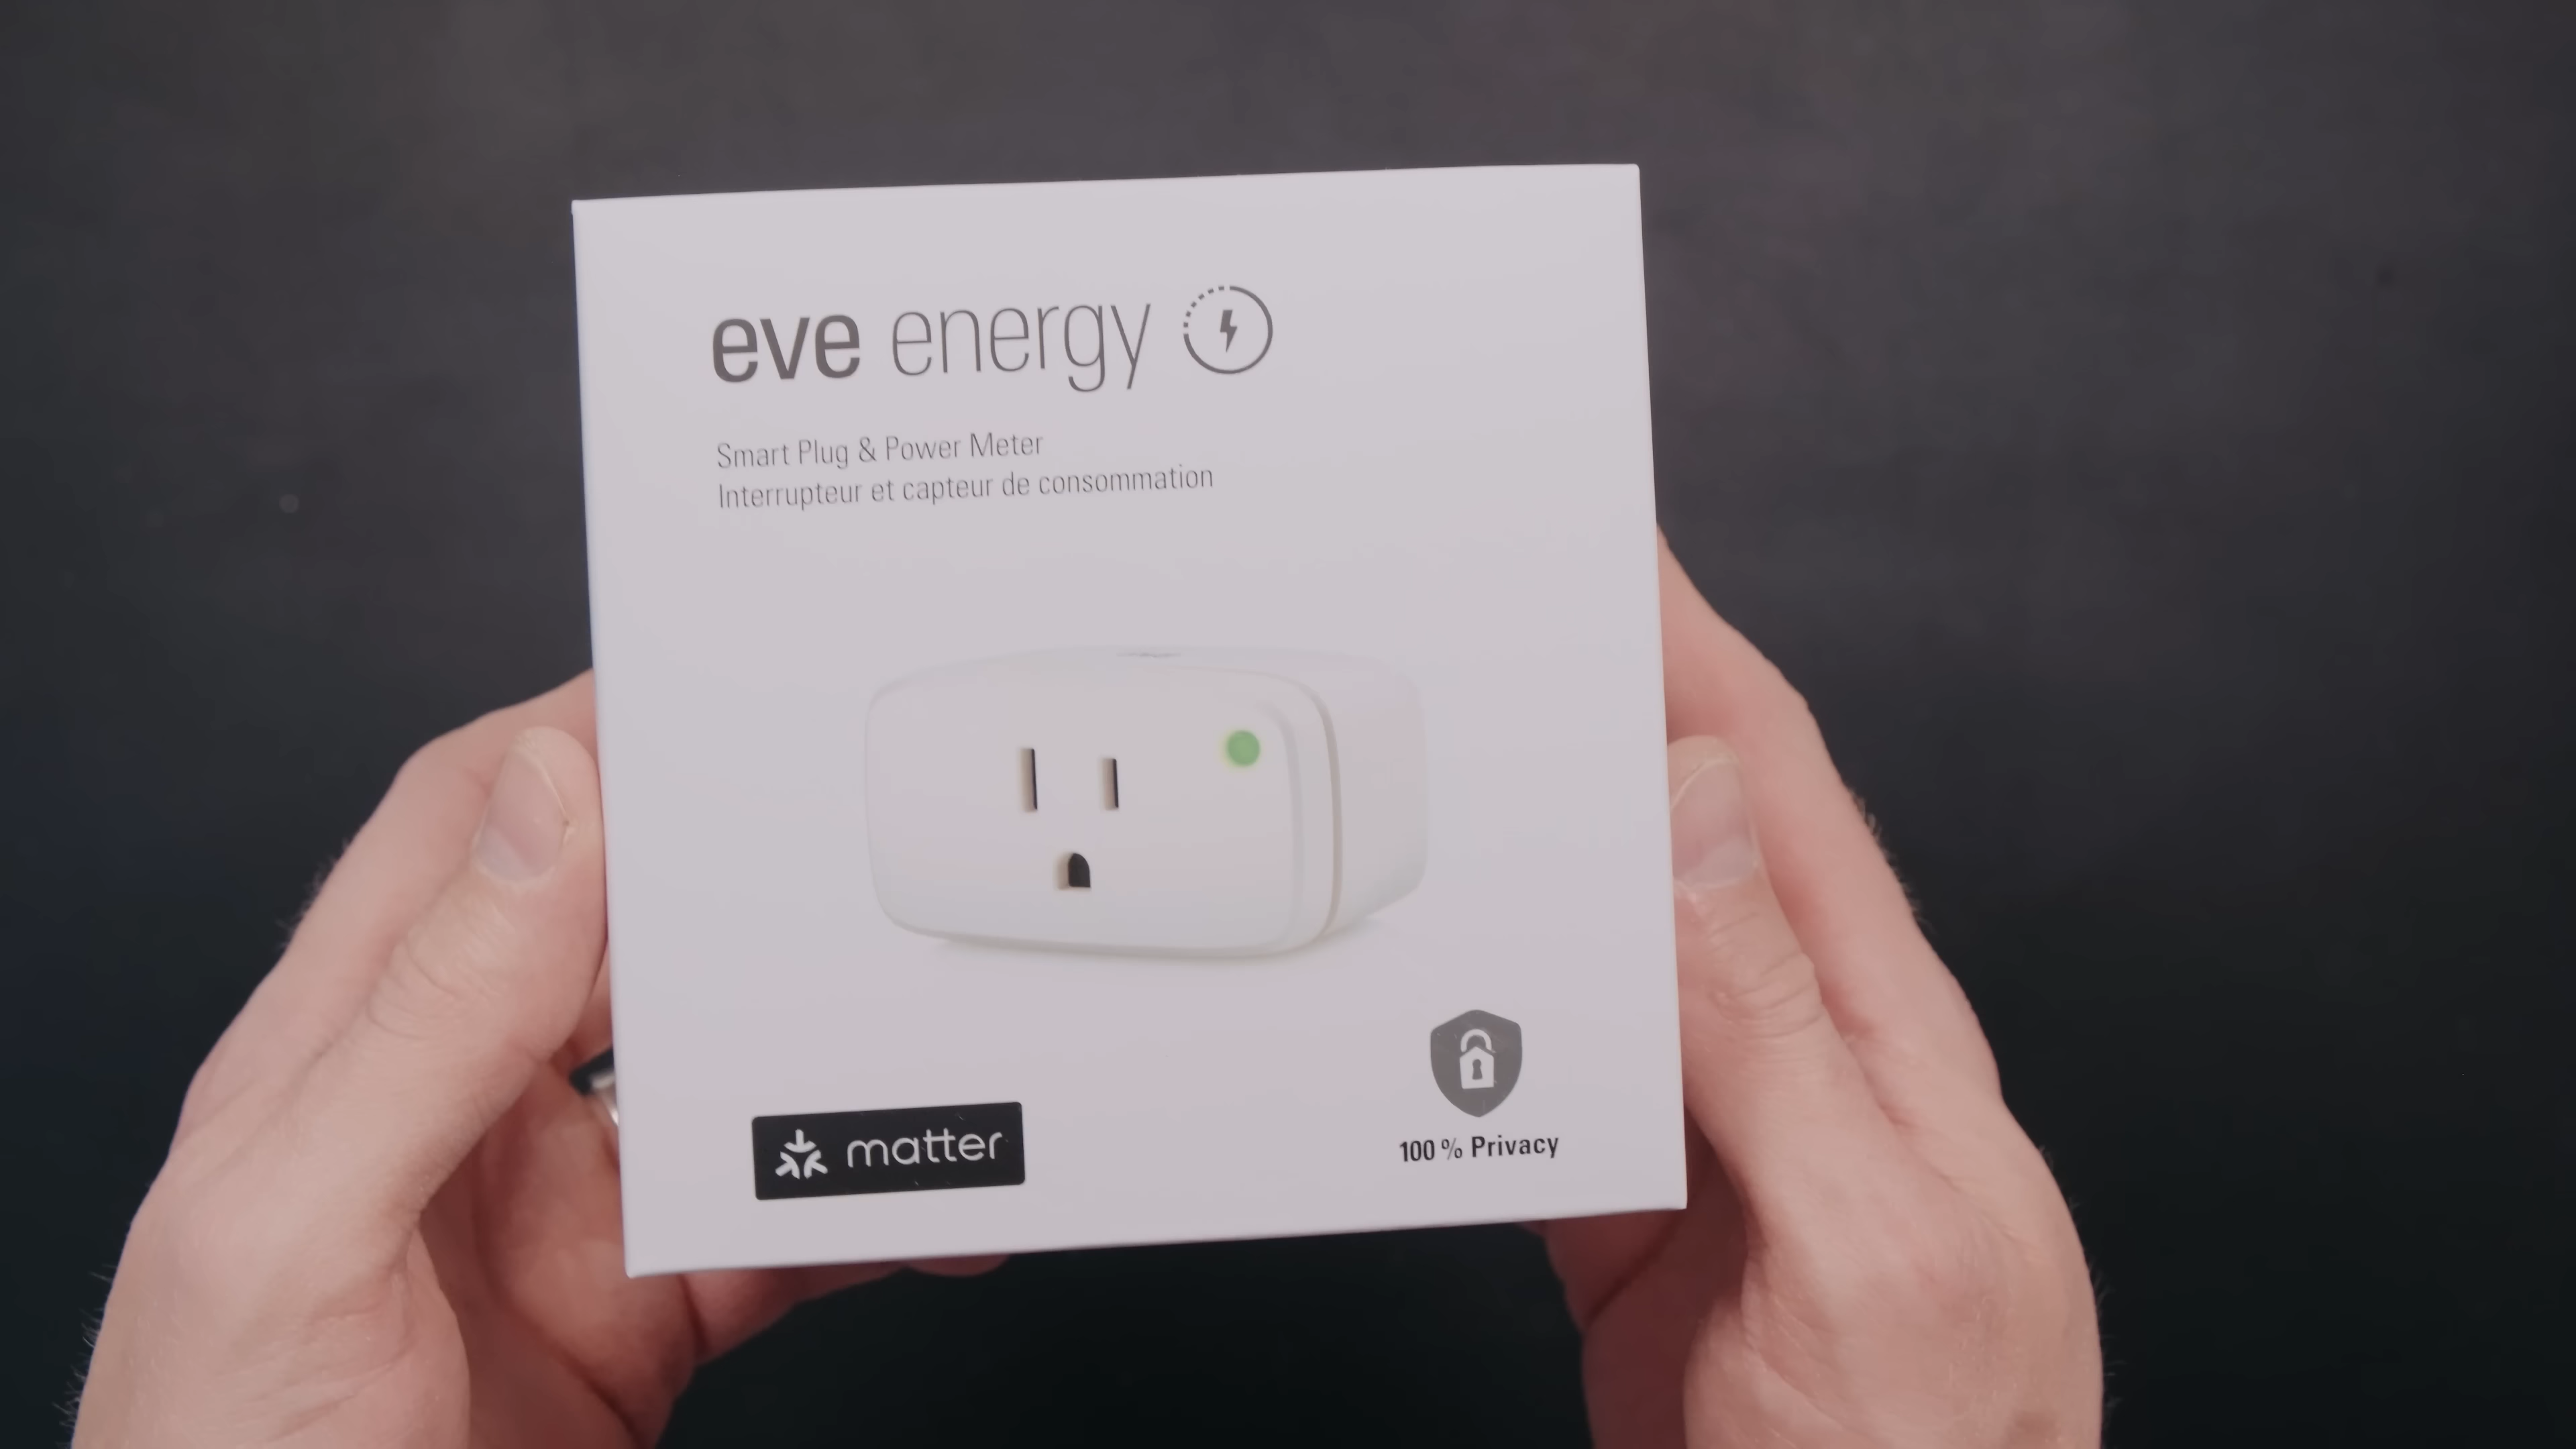 eve energy
Smart Plug & Power Meter
Interrupteur et capteur de consommation
matter
100 % Privacy